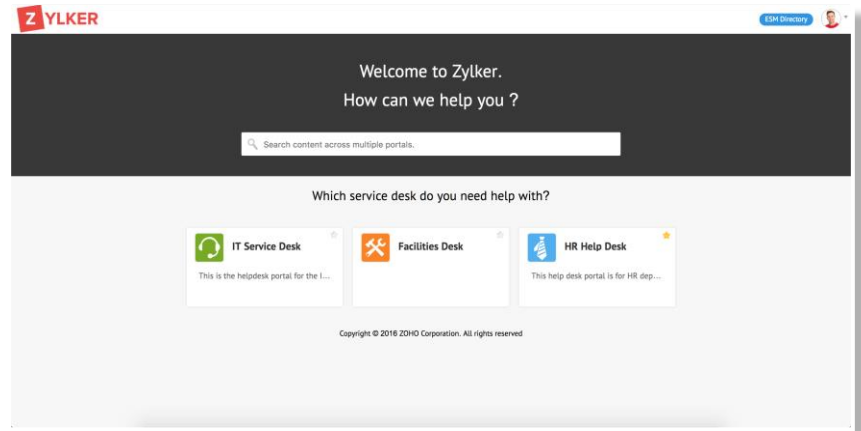 ZYLKER
ESM Directory
Welcome to Zylker.
How can we help you ?
Search content across multiple portals.
Which service desk do you need help with?
IT Service Desk
This is the helpdesk portal for the I...
Facilities Desk
HR Help Desk
This help desk portal is for HR dep...
Copyright © 2016 ZOHO Corporation. All rights reserved